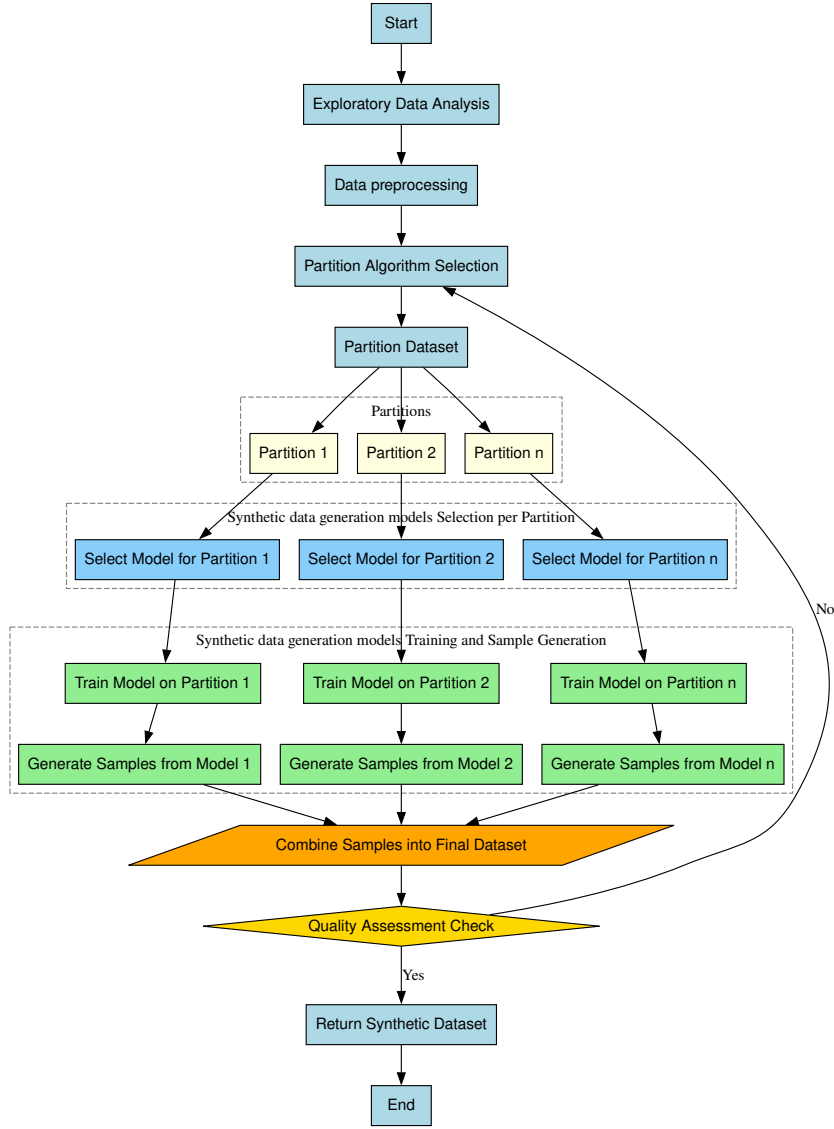 Start
Exploratory Data Analysis
Data preprocessing
Partition Algorithm Selection
Partition Dataset
Partitions
Partition 1
Partition 2
Partition n
Synthetic data generation models Selection per Partition
Select Model for Partition 1
Select Model for Partition 2
Select Model for Partition n
No
Synthetic data generation models Training and Sample Generation
Train Model on Partition 1
Train Model on Partition 2
Train Model on Partition n
Generate Samples from Model 1
Generate Samples from Model 2
Generate Samples from Model n
Combine Samples into Final Dataset
Quality Assessment Check
Yes
Return Synthetic Dataset
End